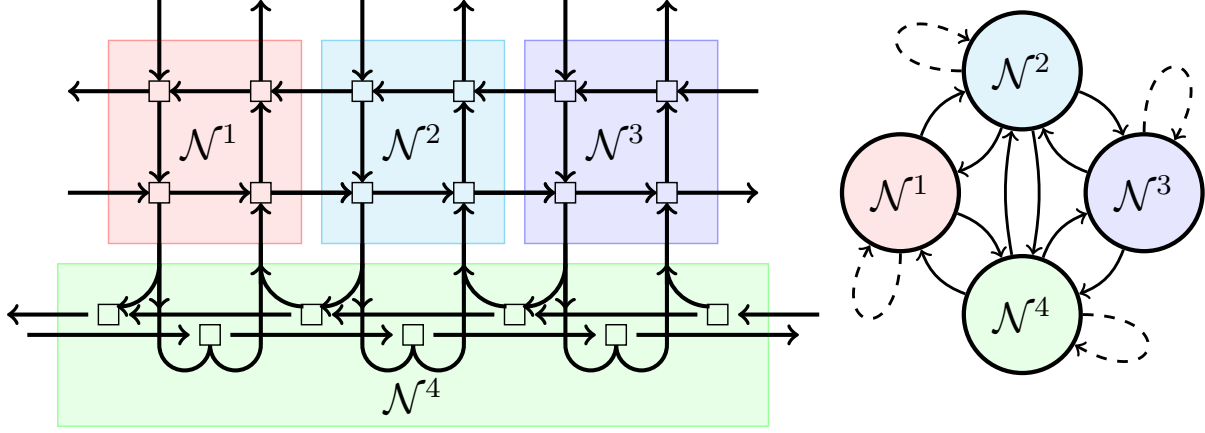 𝒩¹ 𝒩² 𝒩³
𝒩⁴
𝒩²
𝒩¹ 𝒩³
𝒩⁴